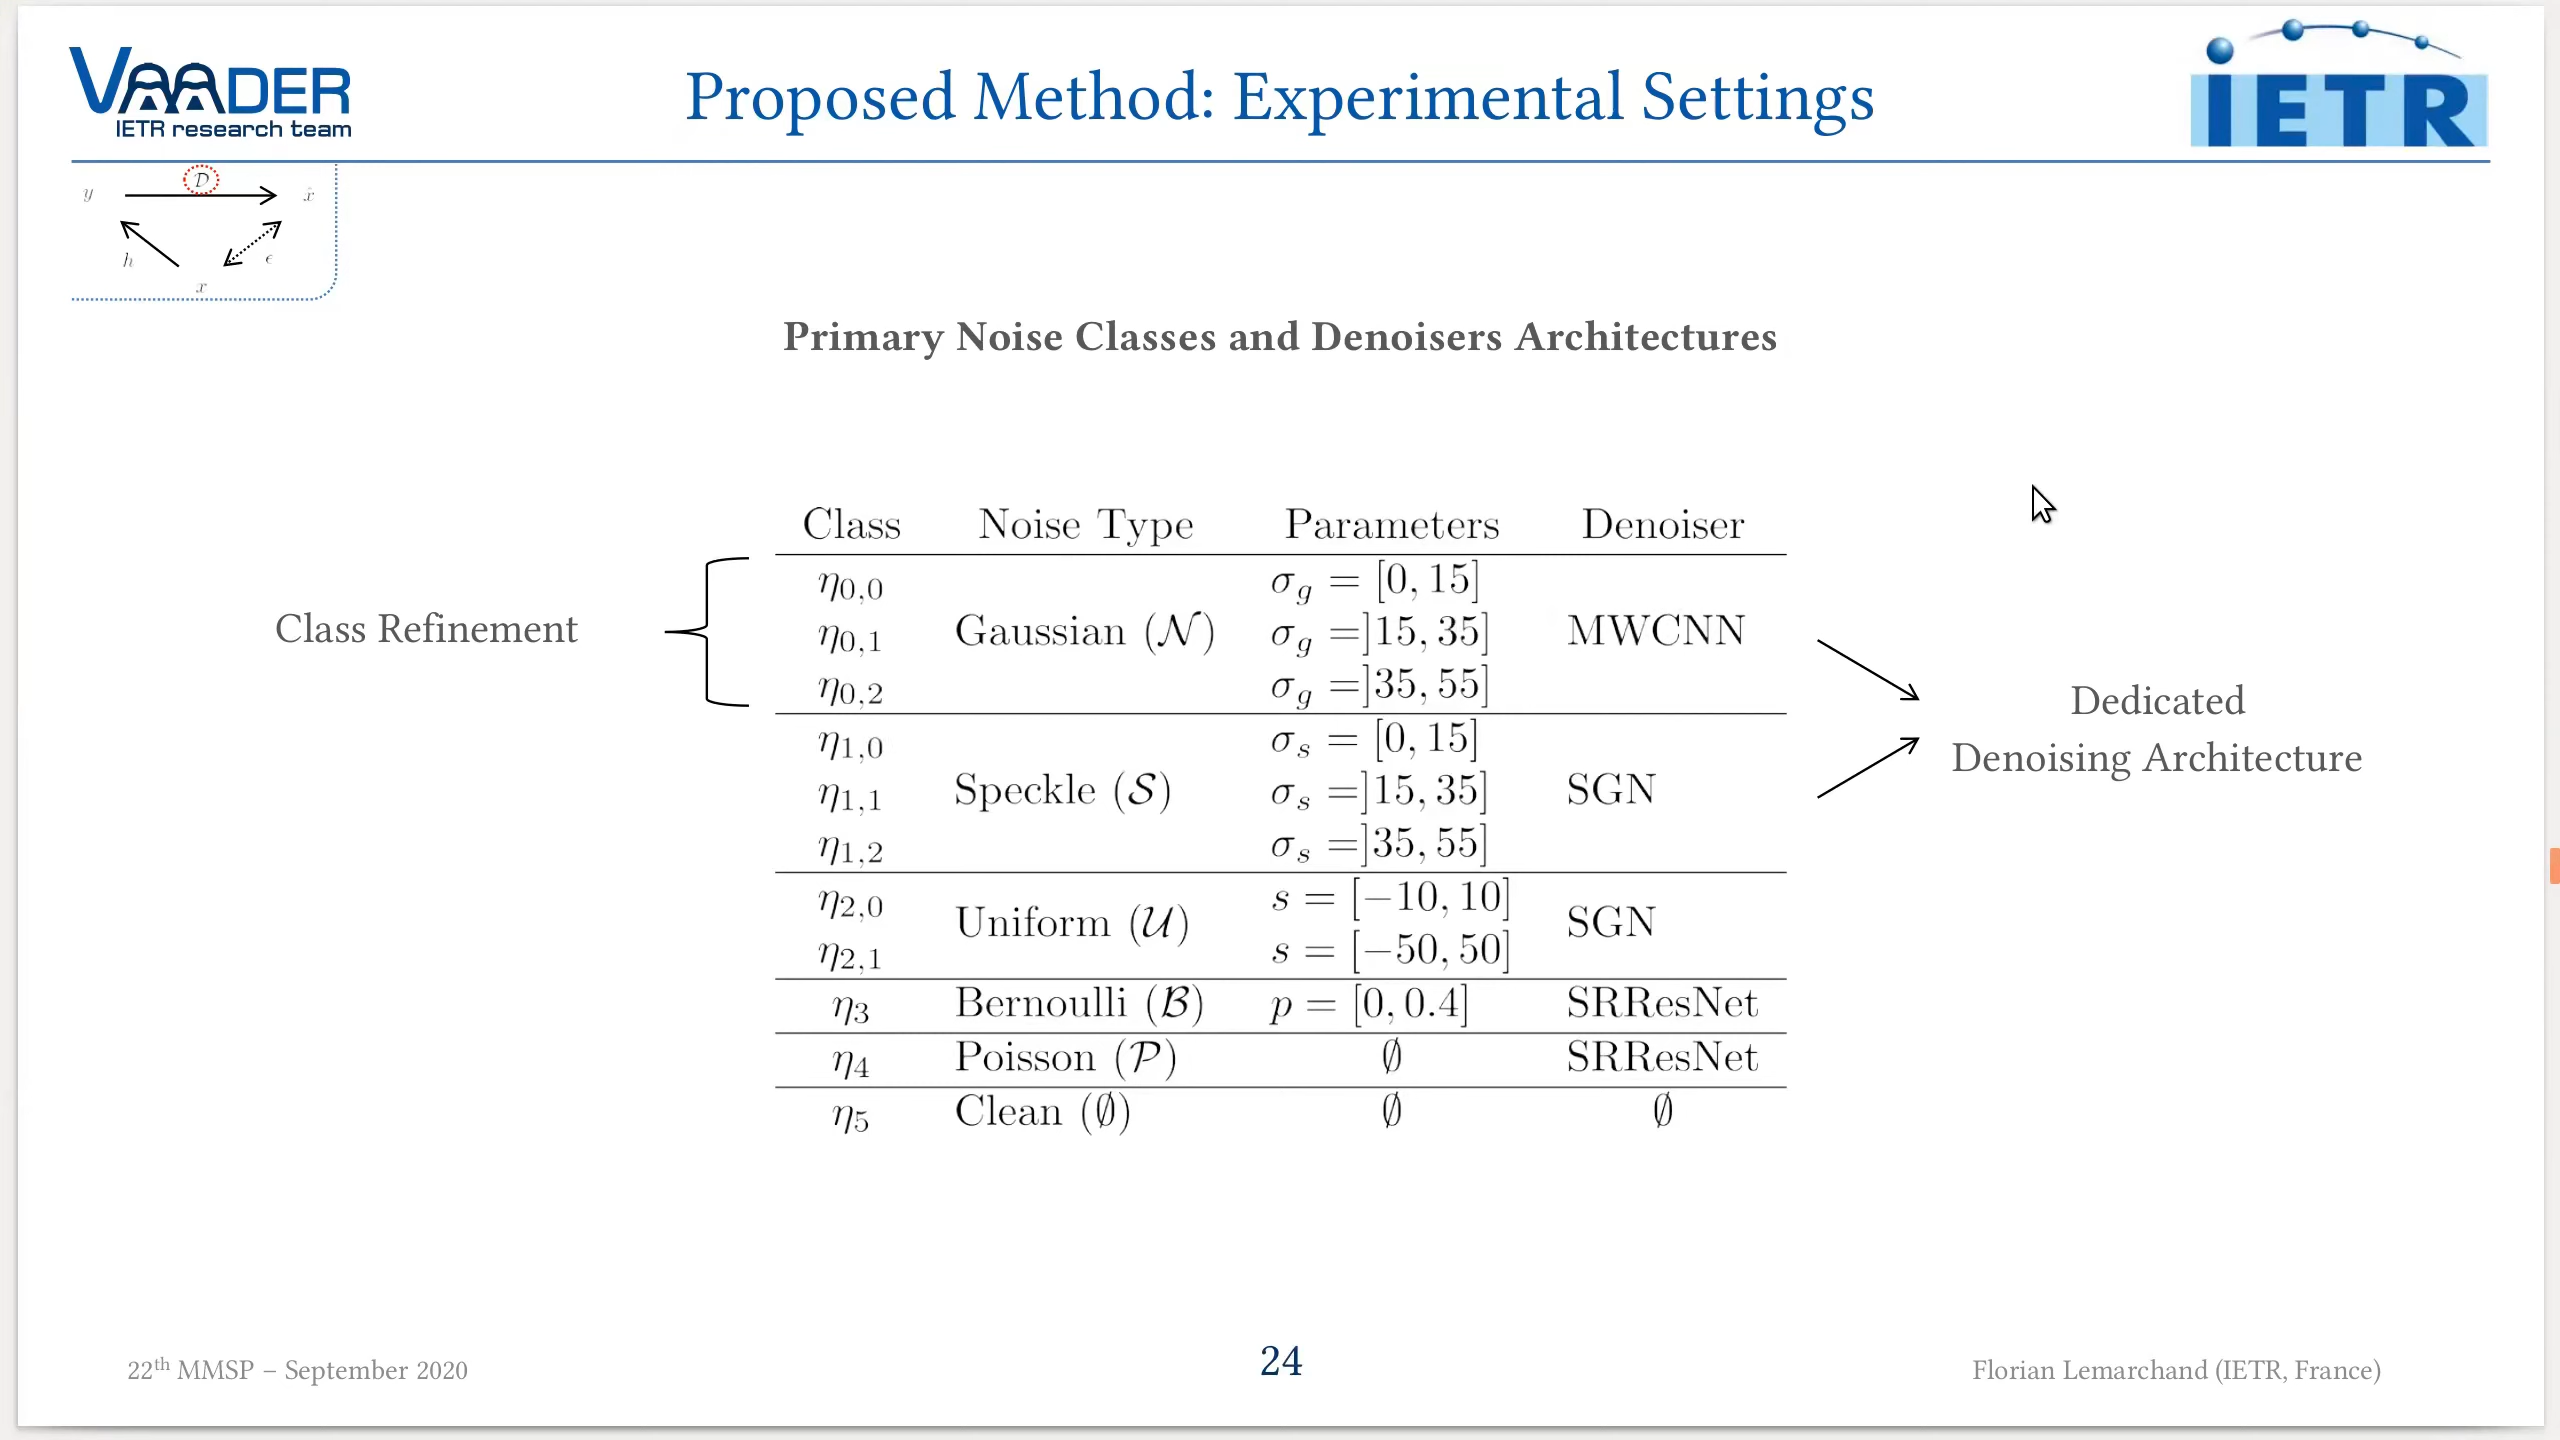 VAADER
IETR research team
Proposed Method: Experimental Settings
IETR
y 𝒟 x̂
h ϵ
x
Primary Noise Classes and Denoisers Architectures
Class Noise Type Parameters Denoiser
η0,0 σg = [0, 15]
η0,1 Gaussian (𝒩) σg =]15, 35] MWCNN
η0,2 σg =]35, 55]
η1,0 σs = [0, 15]
η1,1 Speckle (𝒮) σs =]15, 35] SGN
η1,2 σs =]35, 55]
η2,0 s = [−10, 10]
Uniform (𝒰) SGN
η2,1 s = [−50, 50]
η3 Bernoulli (ℬ) p = [0, 0.4] SRResNet
η4 Poisson (𝒫) ∅ SRResNet
η5 Clean (∅) ∅ ∅
Class Refinement
Dedicated
Denoising Architecture
22th MMSP – September 2020
24
Florian Lemarchand (IETR, France)